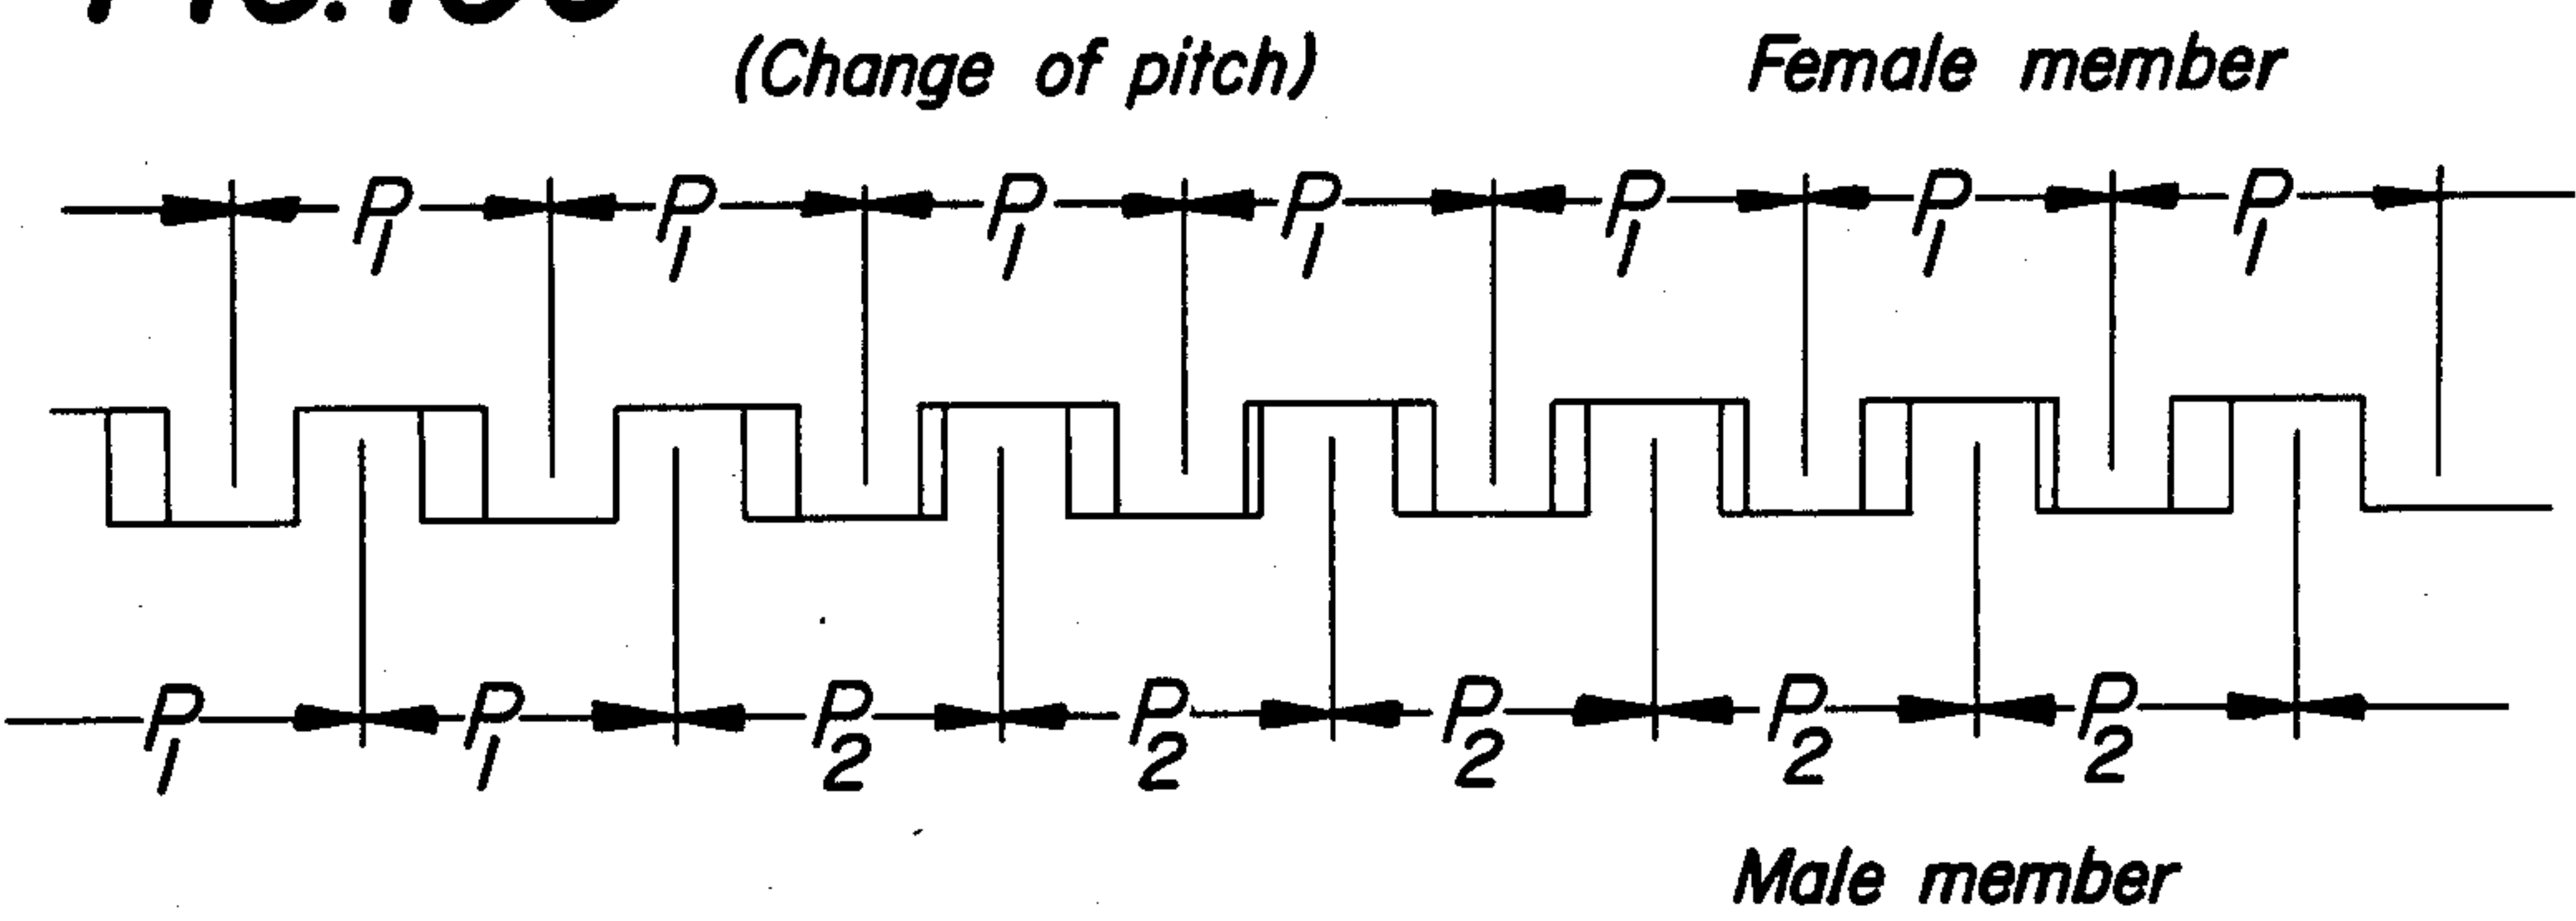 (Change of pitch)
Female member
P1 P1 P1 P1 P1 P1 P1
P1 P1 P2 P2 P2 P2 P2
Male member